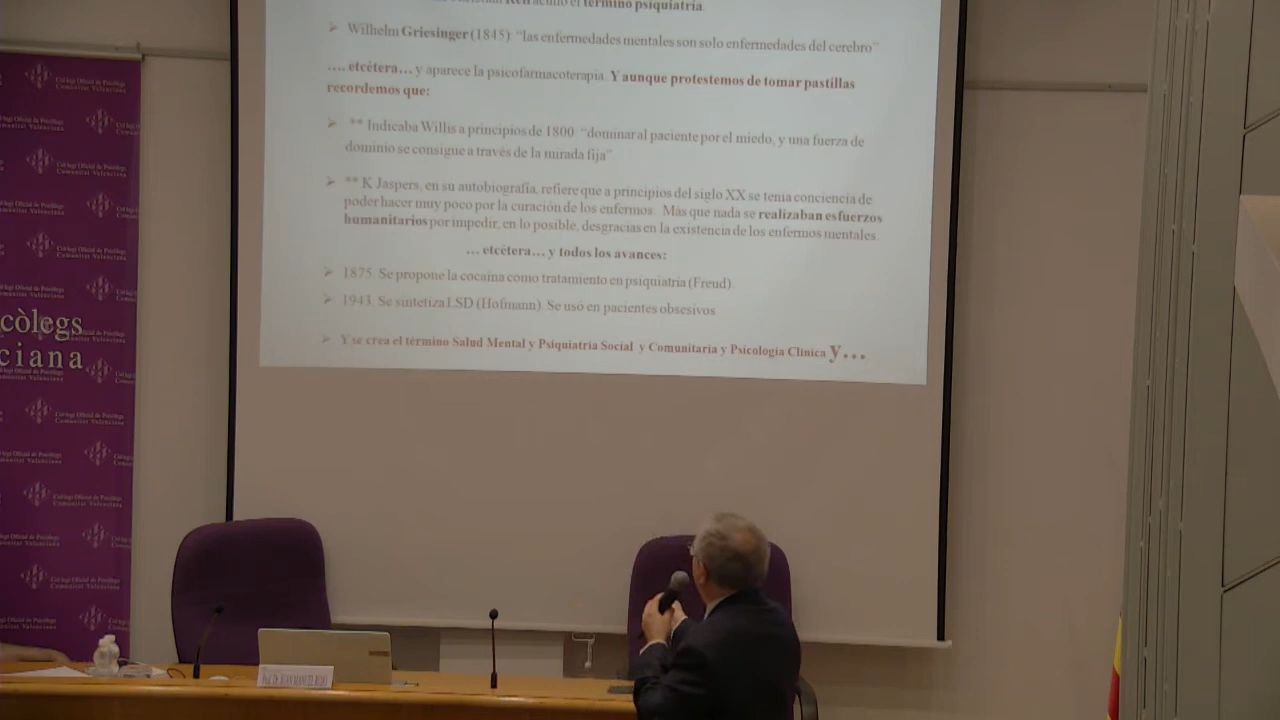 acuñó el término psiquiatría.
➢ Wilhelm Griesinger (1845): "las enfermedades mentales son solo enfermedades del cerebro"
…. etcétera… y aparece la psicofarmacoterapia. Y aunque protestemos de tomar pastillas
recordemos que:
➢ ** Indicaba Willis a principios de 1800: "dominar al paciente por el miedo, y una fuerza de
dominio se consigue a través de la mirada fija".
➢ ** K Jaspers, en su autobiografía, refiere que a principios del siglo XX se tenía conciencia de
poder hacer muy poco por la curación de los enfermos. Más que nada se realizaban esfuerzos
humanitarios por impedir, en lo posible, desgracias en la existencia de los enfermos mentales.
… etcétera… y todos los avances:
➢ 1875. Se propone la cocaína como tratamiento en psiquiatría (Freud).
➢ 1943. Se sintetiza LSD (Hofmann). Se usó en pacientes obsesivos
➢ Y se crea el término Salud Mental y Psiquiatría Social y Comunitaria y Psicología Clínica y…
còlegs
ciana
Col·legi Oficial de Psicòlegs
Comunitat Valenciana